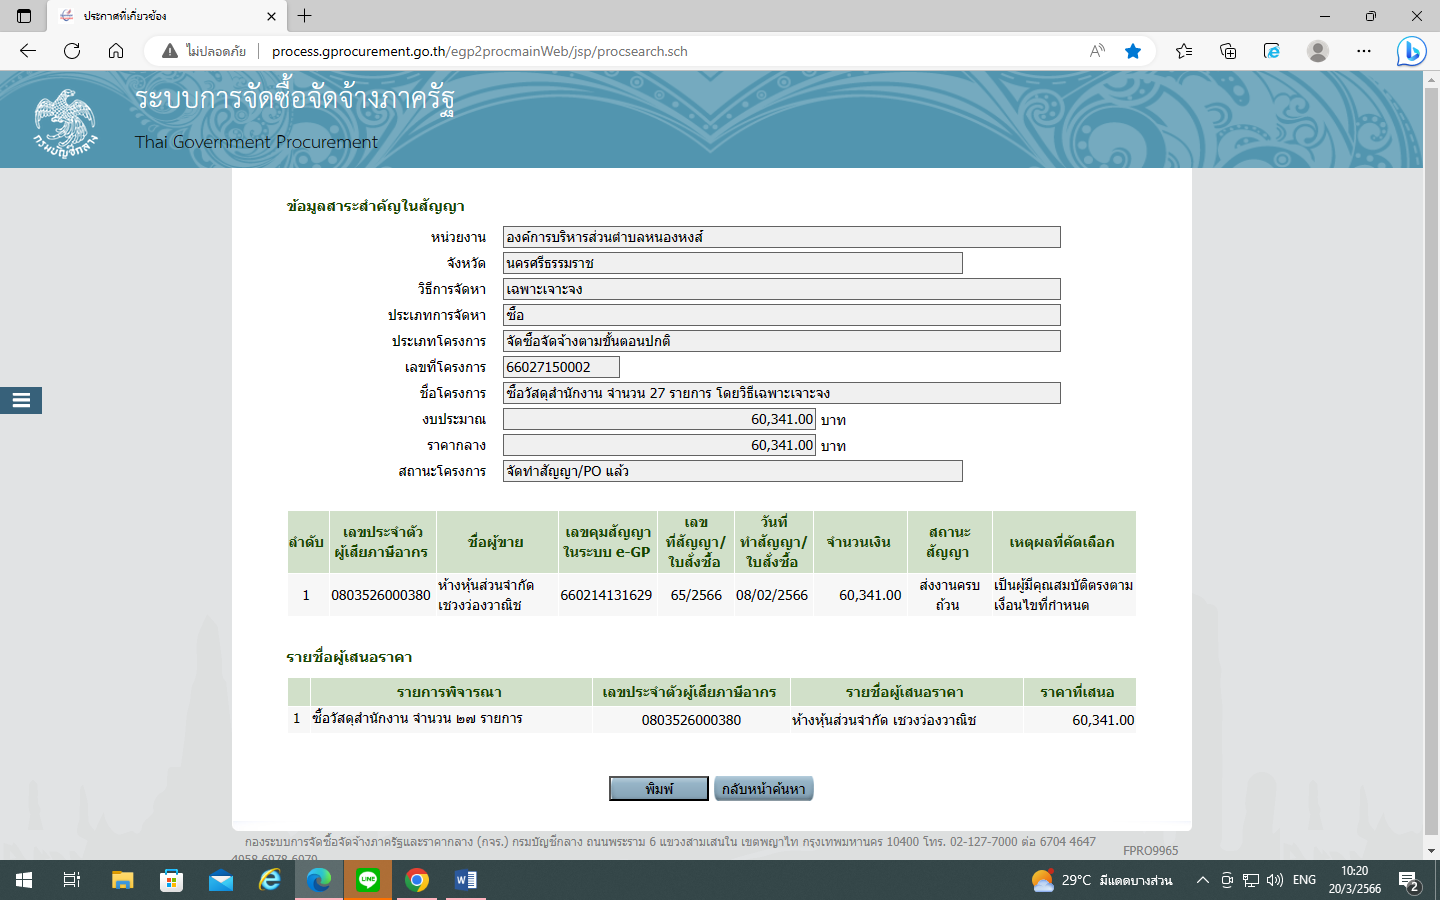 ประกาศที่เกี่ยวข้อง
ไม่ปลอดภัย
process.gprocurement.go.th/egp2procmainWeb/jsp/procsearch.sch
ระบบการจัดซื้อจัดจ้างภาครัฐ
Thai Government Procurement
กรมบัญชีกลาง
ข้อมูลสาระสำคัญในสัญญา
หน่วยงาน องค์การบริหารส่วนตำบลหนองหงส์
จังหวัด นครศรีธรรมราช
วิธีการจัดหา เฉพาะเจาะจง
ประเภทการจัดหา ซื้อ
ประเภทโครงการ จัดซื้อจัดจ้างตามขั้นตอนปกติ
เลขที่โครงการ 66027150002
ชื่อโครงการ ซื้อวัสดุสำนักงาน จำนวน 27 รายการ โดยวิธีเฉพาะเจาะจง
งบประมาณ 60,341.00 บาท
ราคากลาง 60,341.00 บาท
สถานะโครงการ จัดทำสัญญา/PO แล้ว
ลำดับ เลขประจำตัวผู้เสียภาษีอากร ชื่อผู้ขาย เลขคุมสัญญาในระบบ e-GP เลขที่สัญญา/ใบสั่งซื้อ วันที่ทำสัญญา/ใบสั่งซื้อ จำนวนเงิน สถานะสัญญา เหตุผลที่คัดเลือก
1 0803526000380 ห้างหุ้นส่วนจำกัด เชวงว่องวาณิช 660214131629 65/2566 08/02/2566 60,341.00 ส่งงานครบถ้วน เป็นผู้มีคุณสมบัติตรงตามเงื่อนไขที่กำหนด
รายชื่อผู้เสนอราคา
รายการพิจารณา เลขประจำตัวผู้เสียภาษีอากร รายชื่อผู้เสนอราคา ราคาที่เสนอ
1 ซื้อวัสดุสำนักงาน จำนวน ๒๗ รายการ 0803526000380 ห้างหุ้นส่วนจำกัด เชวงว่องวาณิช 60,341.00
พิมพ์ กลับหน้าค้นหา
กองระบบการจัดซื้อจัดจ้างภาครัฐและราคากลาง (กจร.) กรมบัญชีกลาง ถนนพระราม 6 แขวงสามเสนใน เขตพญาไท กรุงเทพมหานคร 10400 โทร. 02-127-7000 ต่อ 6704 4647
4958 6978 6979
FPRO9965
29°C มีแดดบางส่วน
ENG
10:20
20/3/2566
2